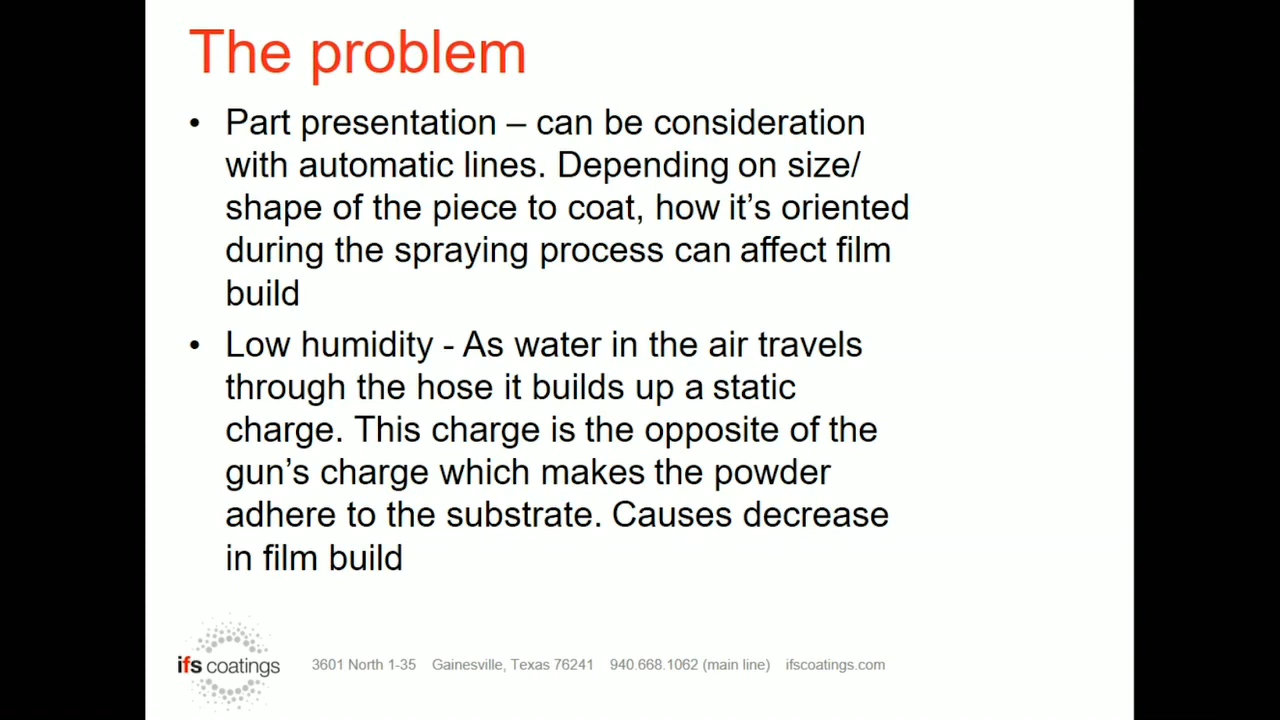 The problem
• Part presentation – can be consideration
with automatic lines. Depending on size/
shape of the piece to coat, how it's oriented
during the spraying process can affect film
build
• Low humidity - As water in the air travels
through the hose it builds up a static
charge. This charge is the opposite of the
gun's charge which makes the powder
adhere to the substrate. Causes decrease
in film build
ifs coatings
3601 North 1-35 Gainesville, Texas 76241 940.668.1062 (main line) ifscoatings.com